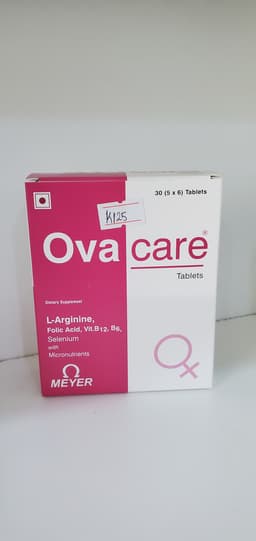 30 (5 x 6) Tablets
K125
Ovacare®
Tablets
Dietary Supplement
L-Arginine,
Folic Acid, Vit.B12, B6,
Selenium
with
Micronutrients
MEYER